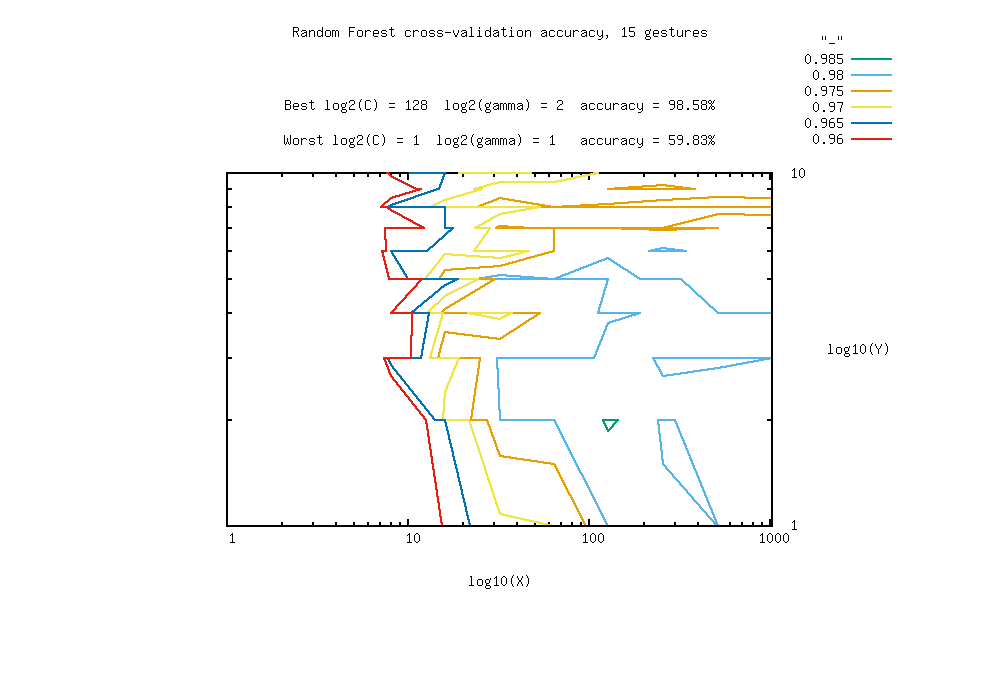 Random Forest cross-validation accuracy, 15 gestures
"_"
0.985
0.98
0.975
0.97
0.965
0.96
Best log2(C) = 128  log2(gamma) = 2  accuracy = 98.58%
Worst log2(C) = 1  log2(gamma) = 1   accuracy = 59.83%
10
log10(Y)
1
1 10 100 1000
log10(X)